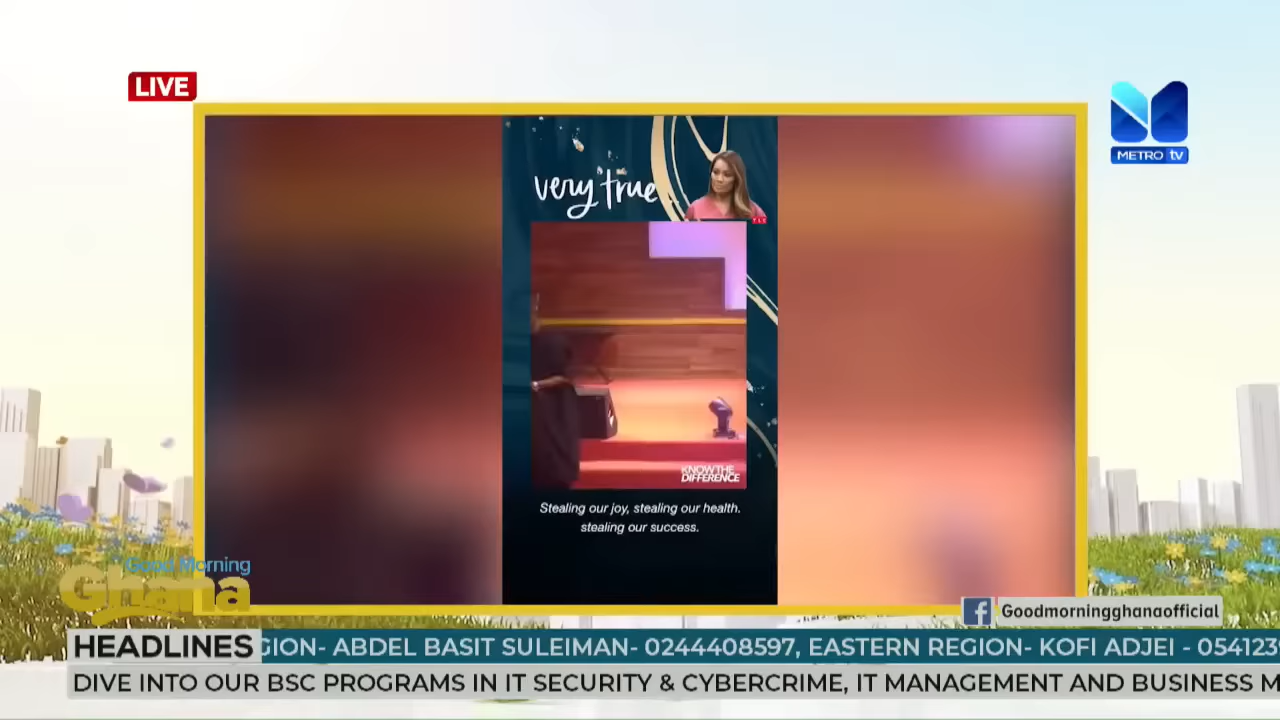 LIVE
METRO tv
very true
TLC
KNOW THE
DIFFERENCE
Stealing our joy, stealing our health.
stealing our success.
Good Morning
Ghana
Goodmorningghanaofficial
HEADLINES
GION- ABDEL BASIT SULEIMAN- 0244408597, EASTERN REGION- KOFI ADJEI - 054123
DIVE INTO OUR BSC PROGRAMS IN IT SECURITY & CYBERCRIME, IT MANAGEMENT AND BUSINESS M